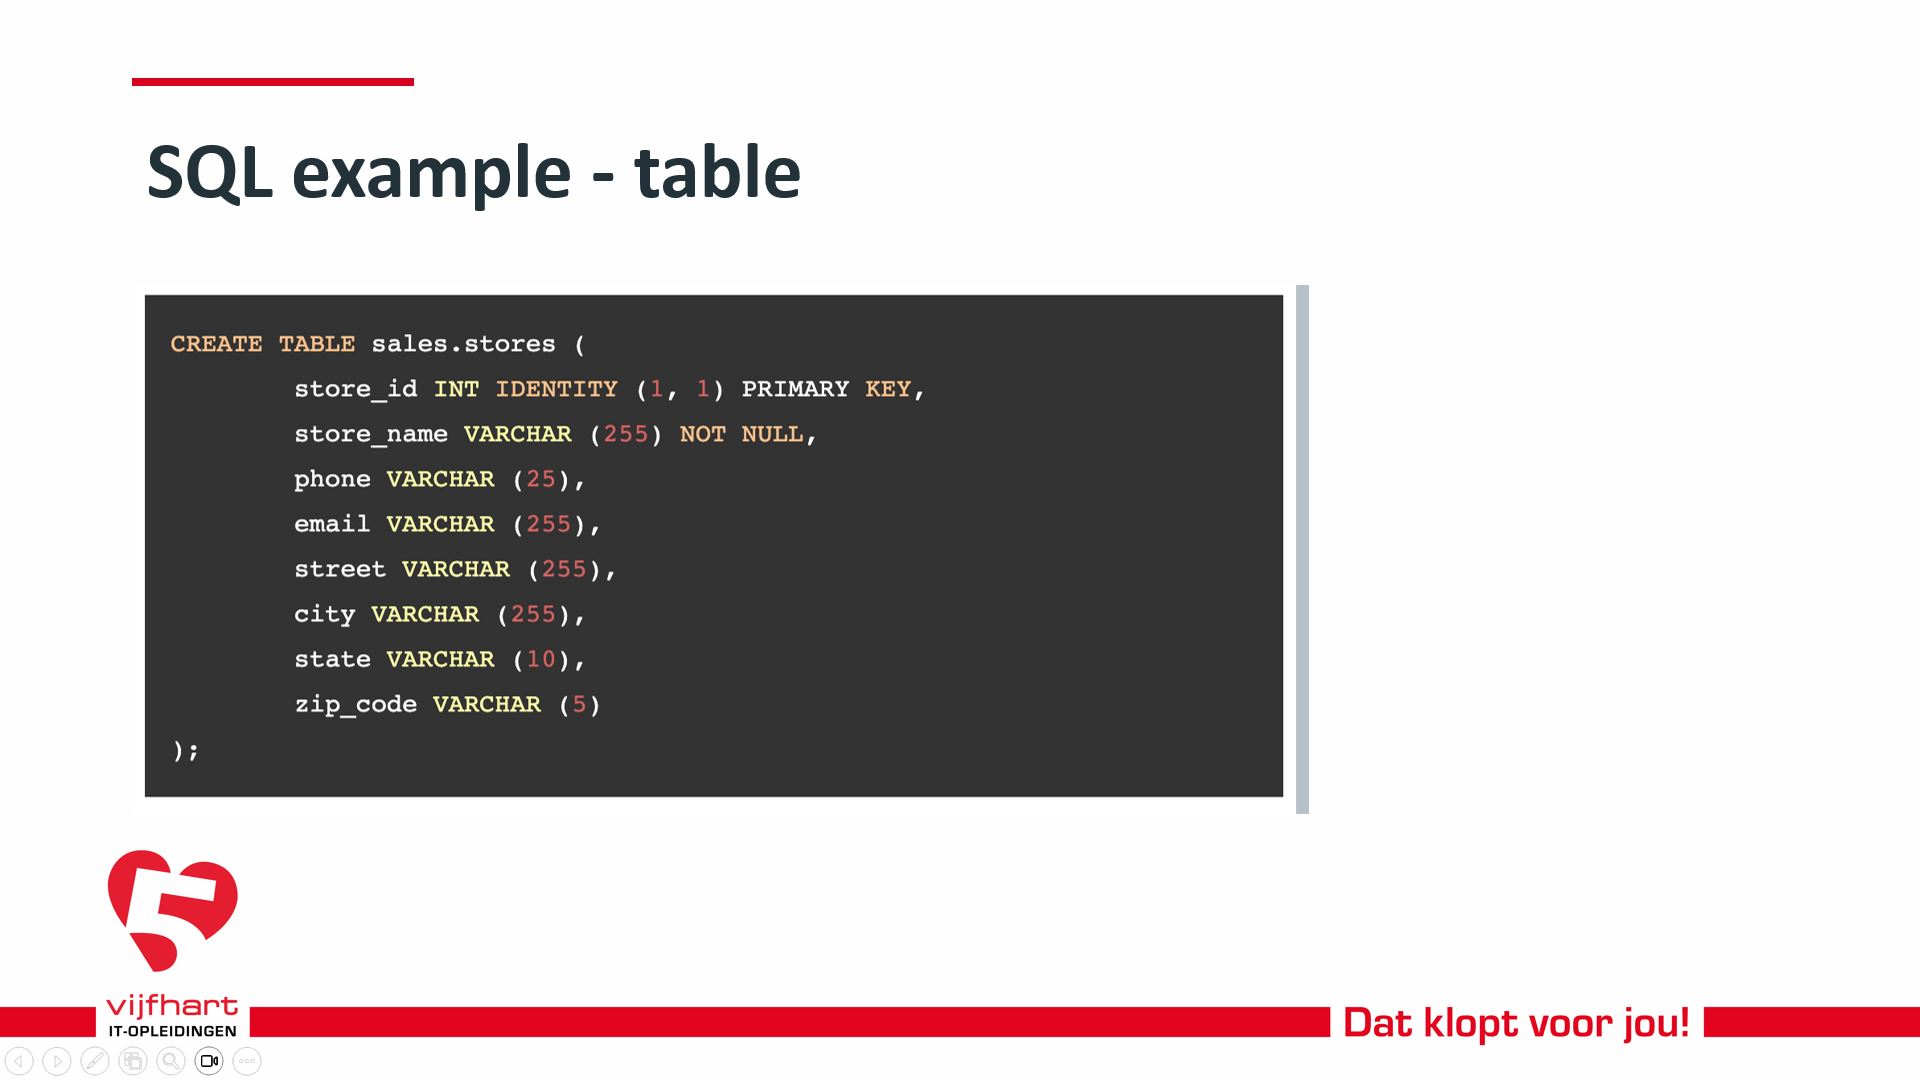 SQL example - table
CREATE TABLE sales.stores (
store_id INT IDENTITY (1, 1) PRIMARY KEY,
store_name VARCHAR (255) NOT NULL,
phone VARCHAR (25),
email VARCHAR (255),
street VARCHAR (255),
city VARCHAR (255),
state VARCHAR (10),
zip_code VARCHAR (5)
);
5
vijfhart
IT-OPLEIDINGEN
Dat klopt voor jou!